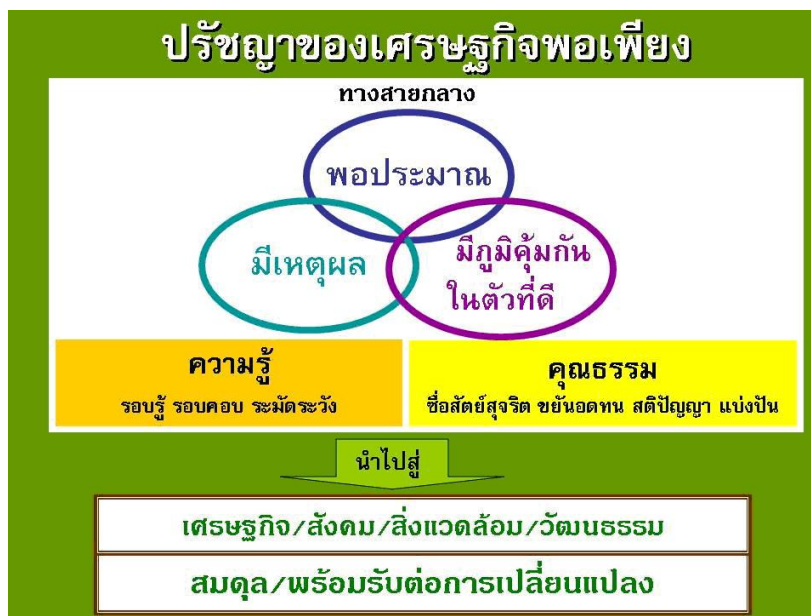 ปรัชญาของเศรษฐกิจพอเพียง
ทางสายกลาง
พอประมาณ
มีเหตุผล
มีภูมิคุ้มกัน
ในตัวที่ดี
ความรู้
รอบรู้ รอบคอบ ระมัดระวัง
คุณธรรม
ซื่อสัตย์สุจริต ขยันอดทน สติปัญญา แบ่งปัน
นำไปสู่
เศรษฐกิจ/สังคม/สิ่งแวดล้อม/วัฒนธรรม
สมดุล/พร้อมรับต่อการเปลี่ยนแปลง